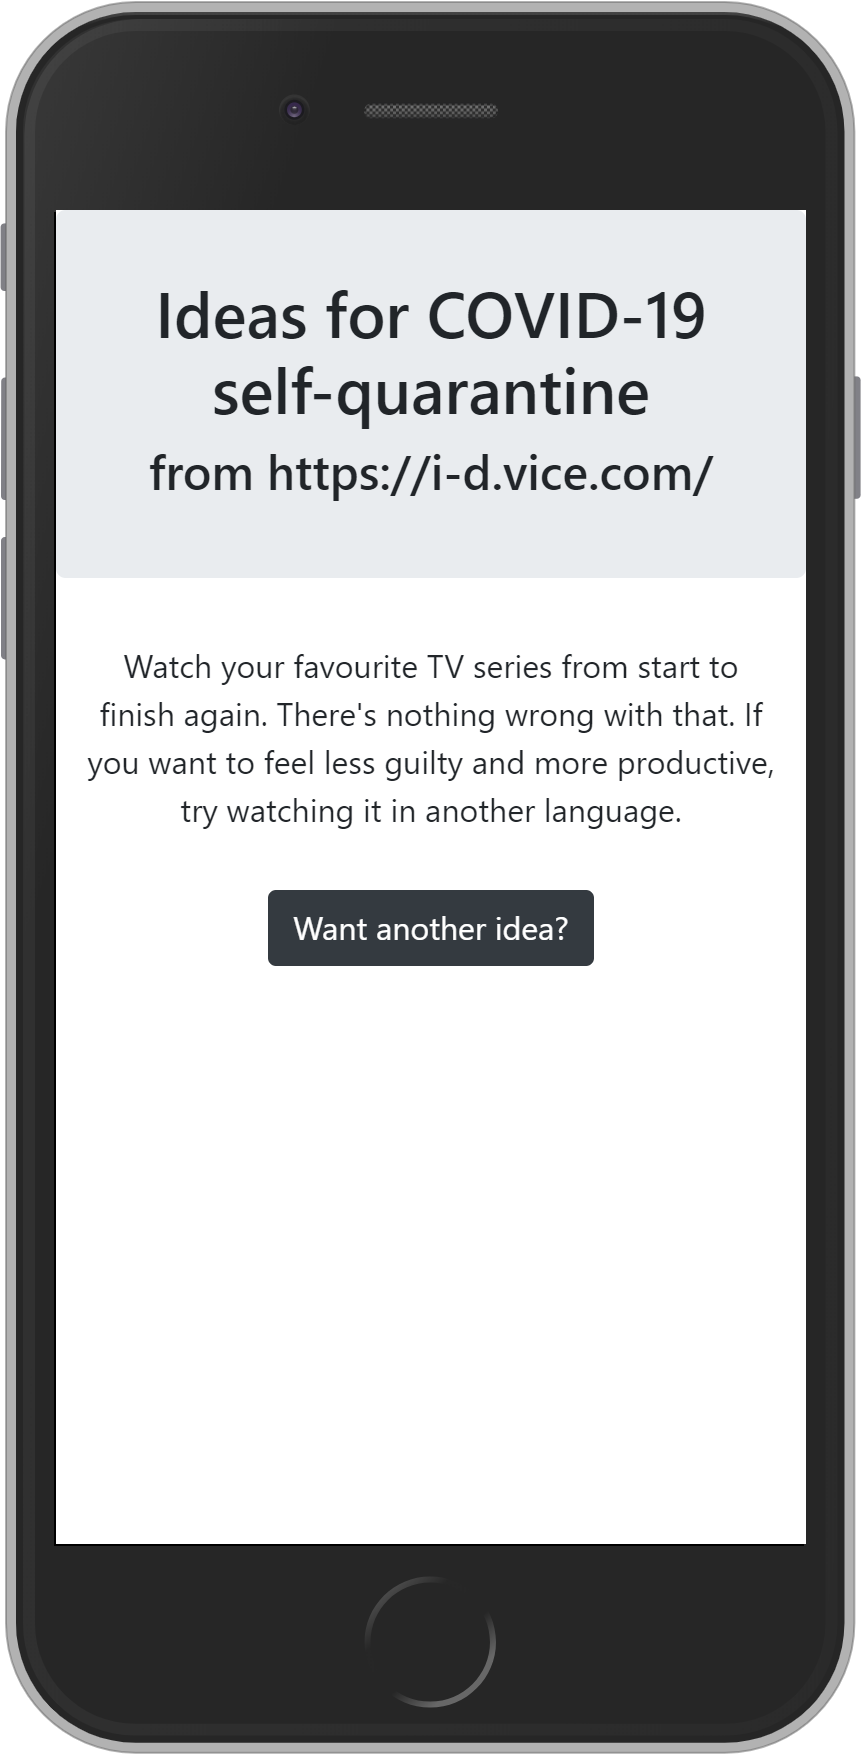 Ideas for COVID-19
self-quarantine
from https://i-d.vice.com/
Watch your favourite TV series from start to
finish again. There's nothing wrong with that. If
you want to feel less guilty and more productive,
try watching it in another language.
Want another idea?